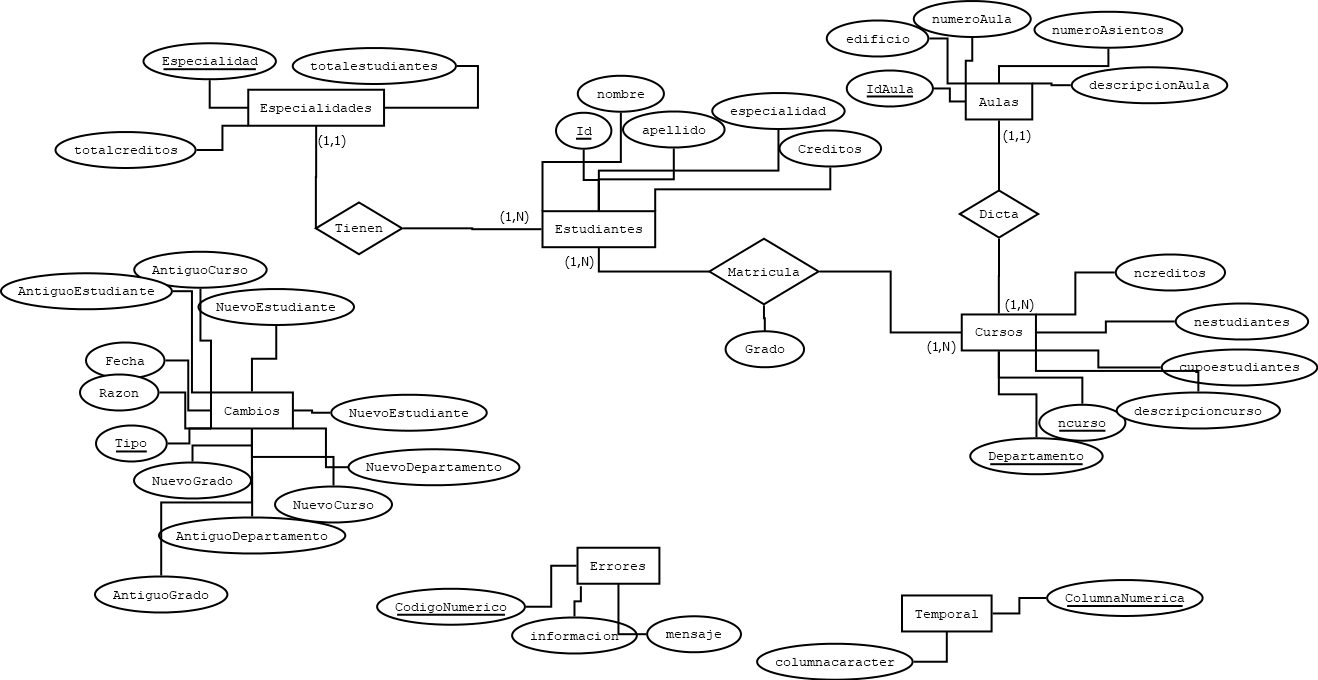 numeroAula
edificio
numeroAsientos
IdAula
descripcionAula
Aulas
(1,1)
Especialidad
totalestudiantes
Especialidades
totalcreditos
(1,1)
nombre
Id
apellido
especialidad
Creditos
(1,N)
Tienen
Estudiantes
(1,N)
Dicta
Matricula
Grado
ncreditos
(1,N)
Cursos
(1,N)
nestudiantes
cupoestudiantes
descripcioncurso
ncurso
Departamento
AntiguoCurso
AntiguoEstudiante
NuevoEstudiante
Fecha
Razon
Cambios
NuevoEstudiante
Tipo
NuevoDepartamento
NuevoGrado
NuevoCurso
AntiguoDepartamento
AntiguoGrado
Errores
CodigoNumerico
informacion
mensaje
Temporal
ColumnaNumerica
columnacaracter